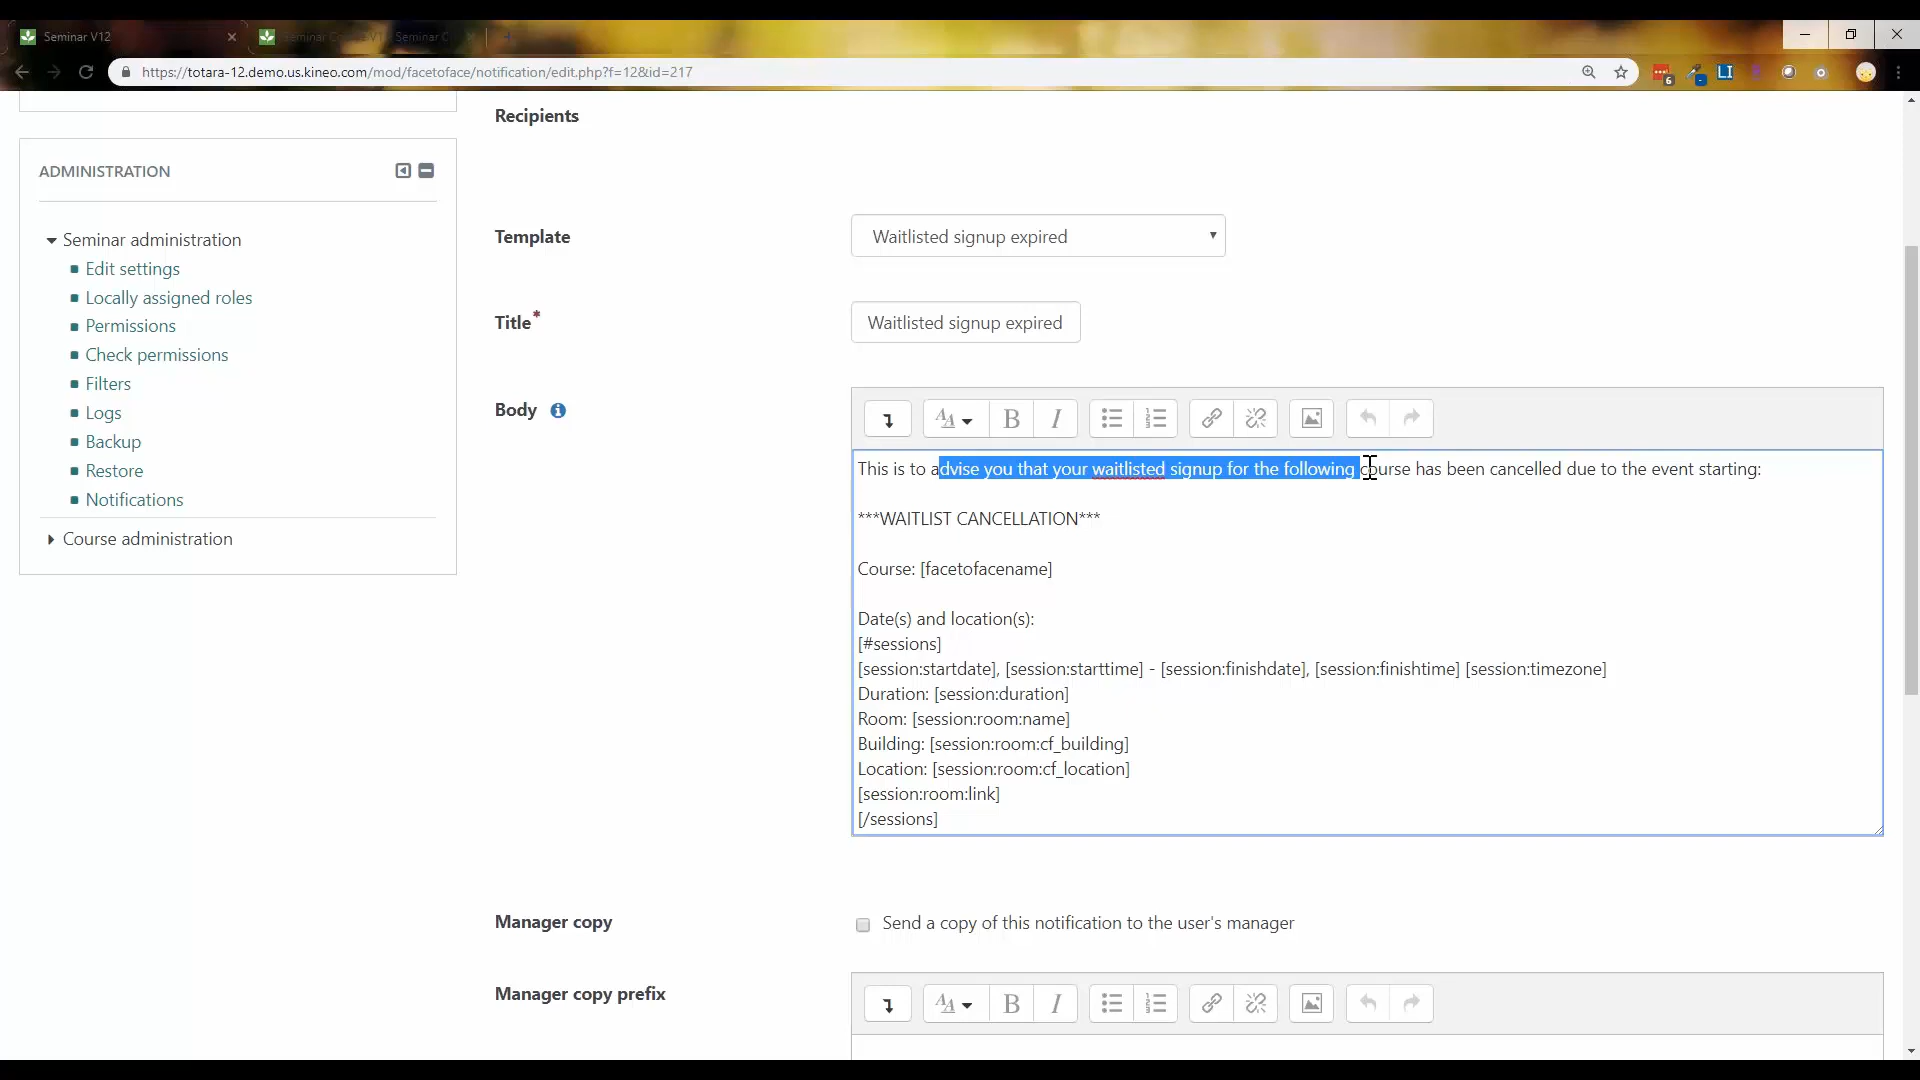 Seminar V12
Seminar C
https://totara-12.demo.us.kineo.com/mod/facetoface/notification/edit.php?f=12&id=217
6
LI
Recipients
ADMINISTRATION
Seminar administration
Edit settings
Locally assigned roles
Permissions
Check permissions
Filters
Logs
Backup
Restore
Notifications
Course administration
Template
Waitlisted signup expired
Title*
Waitlisted signup expired
Body
This is to advise you that your waitlisted signup for the following course has been cancelled due to the event starting:
***WAITLIST CANCELLATION***
Course: [facetofacename]
Date(s) and location(s):
[#sessions]
[session:startdate], [session:starttime] - [session:finishdate], [session:finishtime] [session:timezone]
Duration: [session:duration]
Room: [session:room:name]
Building: [session:room:cf_building]
Location: [session:room:cf_location]
[session:room:link]
[/sessions]
Manager copy
Send a copy of this notification to the user's manager
Manager copy prefix